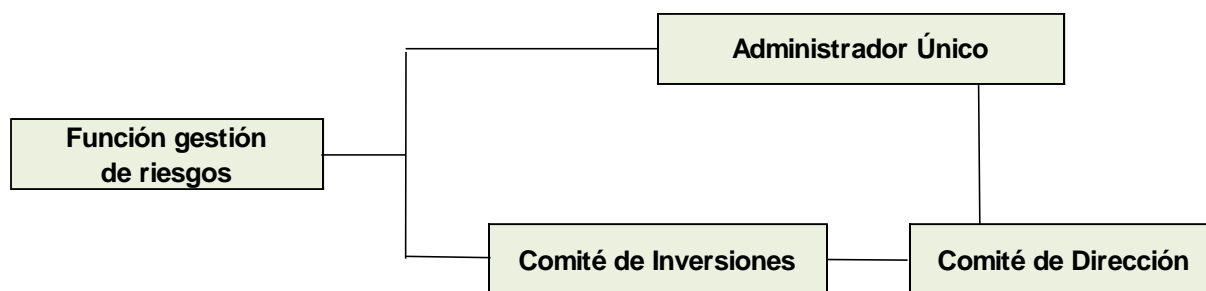 Administrador Único
Función gestión
de riesgos
Comité de Inversiones
Comité de Dirección